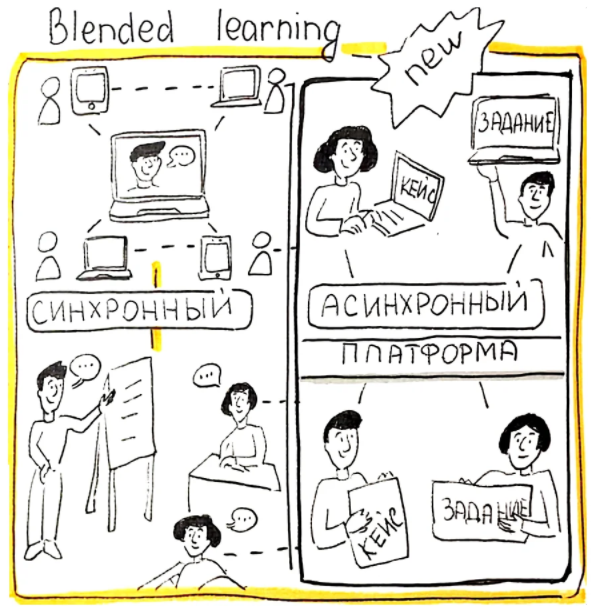 Blended learning
new
ЗАДАНИЕ
КЕЙС
СИНХРОННЫЙ
АСИНХРОННЫЙ
ПЛАТФОРМА
КЕЙС
ЗАДАНИЕ